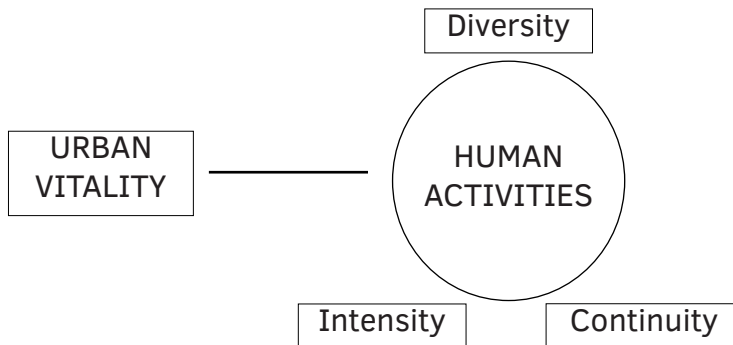 Diversity
URBAN
VITALITY
HUMAN
ACTIVITIES
Intensity
Continuity